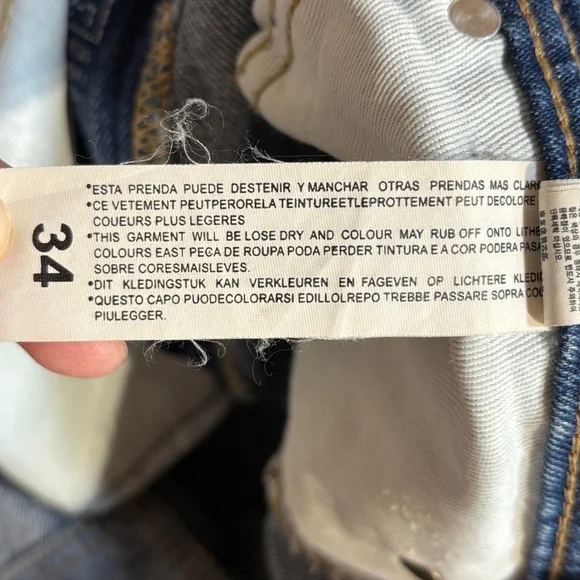 34
•ESTA PRENDA PUEDE DESTENIR Y MANCHAR OTRAS PRENDAS MAS CLAR
•CE VETEMENT PEUTPERORELA TEINTUREETLEPROTTEMENT PEUT DECOLORE
COUEURS PLUS LEGERES
•THIS GARMENT WILL BE LOSE DRY AND COLOUR MAY RUB OFF ONTO LITHE
COLOURS EAST PECA DE ROUPA PODA PERDER TINTURA E A COR PODERA PASA
SOBRE CORESMAISLEVES.
•DIT KLEDINGSTUK KAN VERKLEUREN EN FAGEVEN OP LICHTERE KLEDI
•QUESTO CAPO PUODECOLORARSI EDILLOLREPO TREBBE PASSARE SOPRA COL
PIULEGGER.